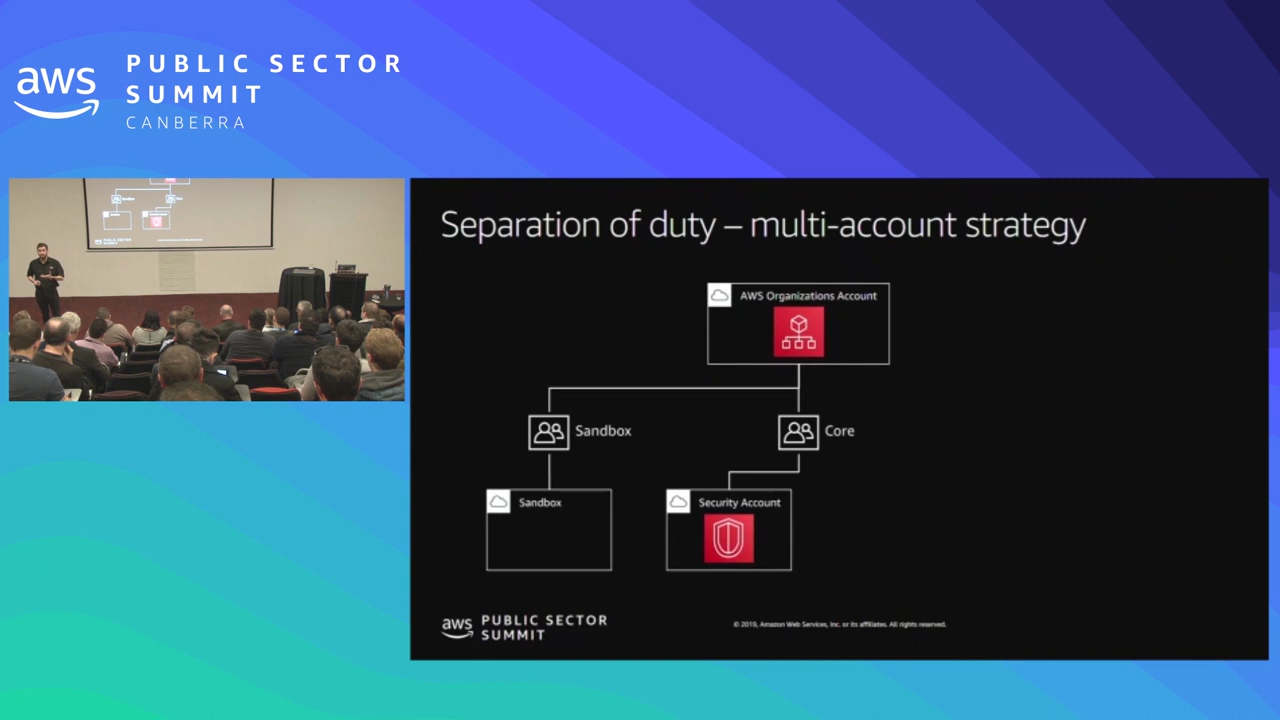 aws
PUBLIC SECTOR
SUMMIT
CANBERRA
Separation of duty – multi-account strategy
AWS Organizations Account
Sandbox
Core
Sandbox
Security Account
aws
PUBLIC SECTOR
SUMMIT
© 2019, Amazon Web Services, Inc. or its affiliates. All rights reserved.